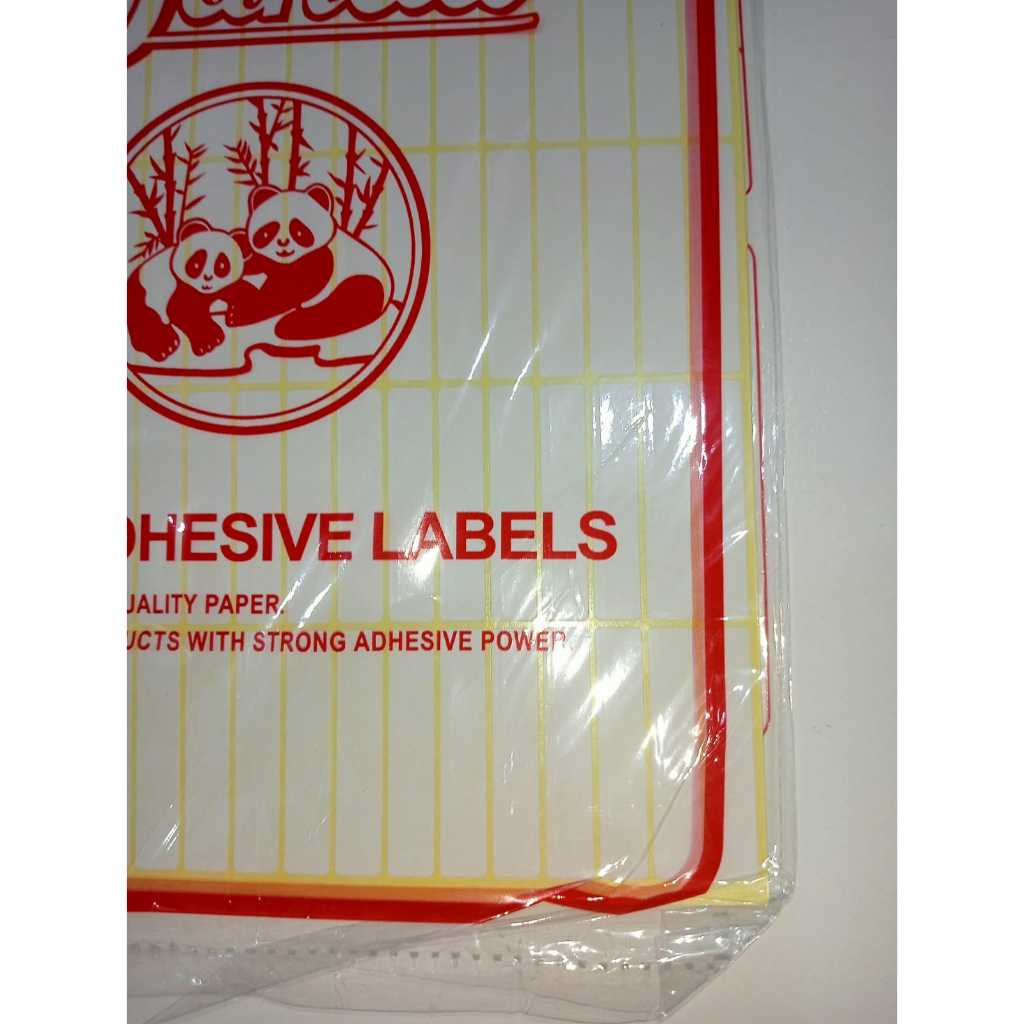 DHESIVE LABELS
UALITY PAPER.
UCTS WITH STRONG ADHESIVE POWER.